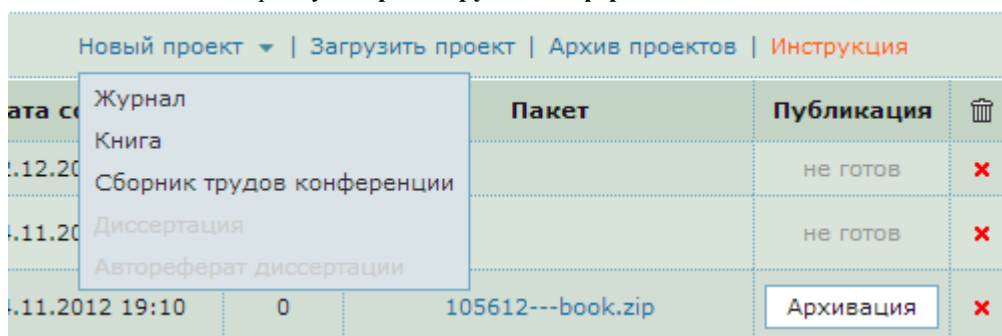 Новый проект | Загрузить проект | Архив проектов | Инструкция
Журнал
Книга
Сборник трудов конференции
Диссертация
Автореферат диссертации
Пакет Публикация
не готов
не готов
.11.2012 19:10 0 105612---book.zip Архивация